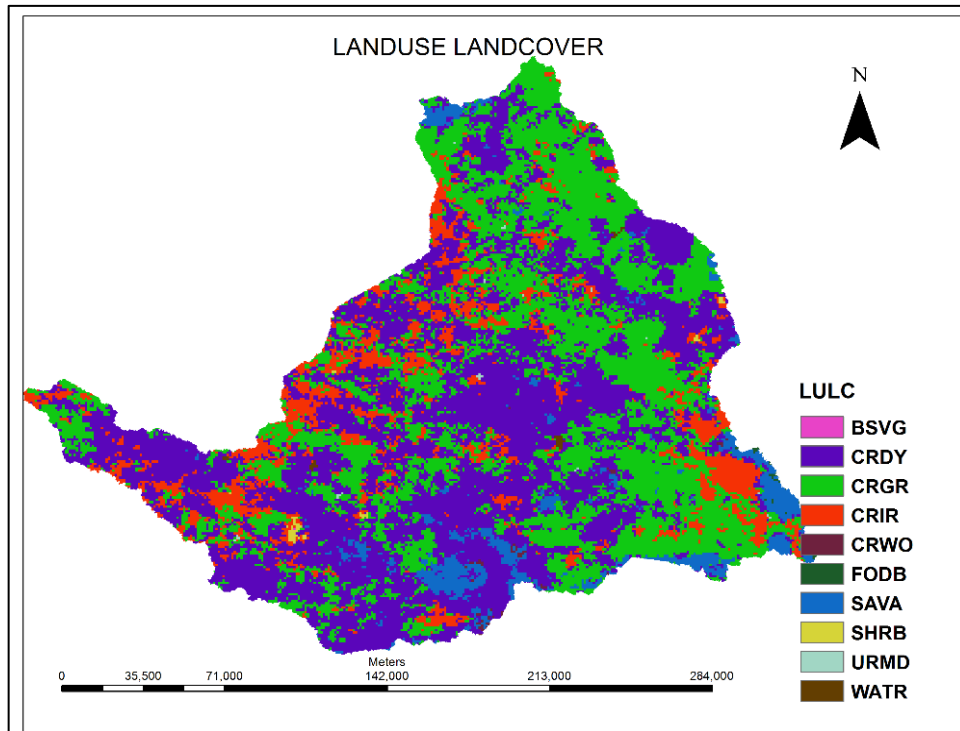 LANDUSE LANDCOVER
N
LULC
BSVG
CRDY
CRGR
CRIR
CRWO
FODB
SAVA
SHRB
URMD
WATR
Meters
0 35,500 71,000 142,000 213,000 284,000